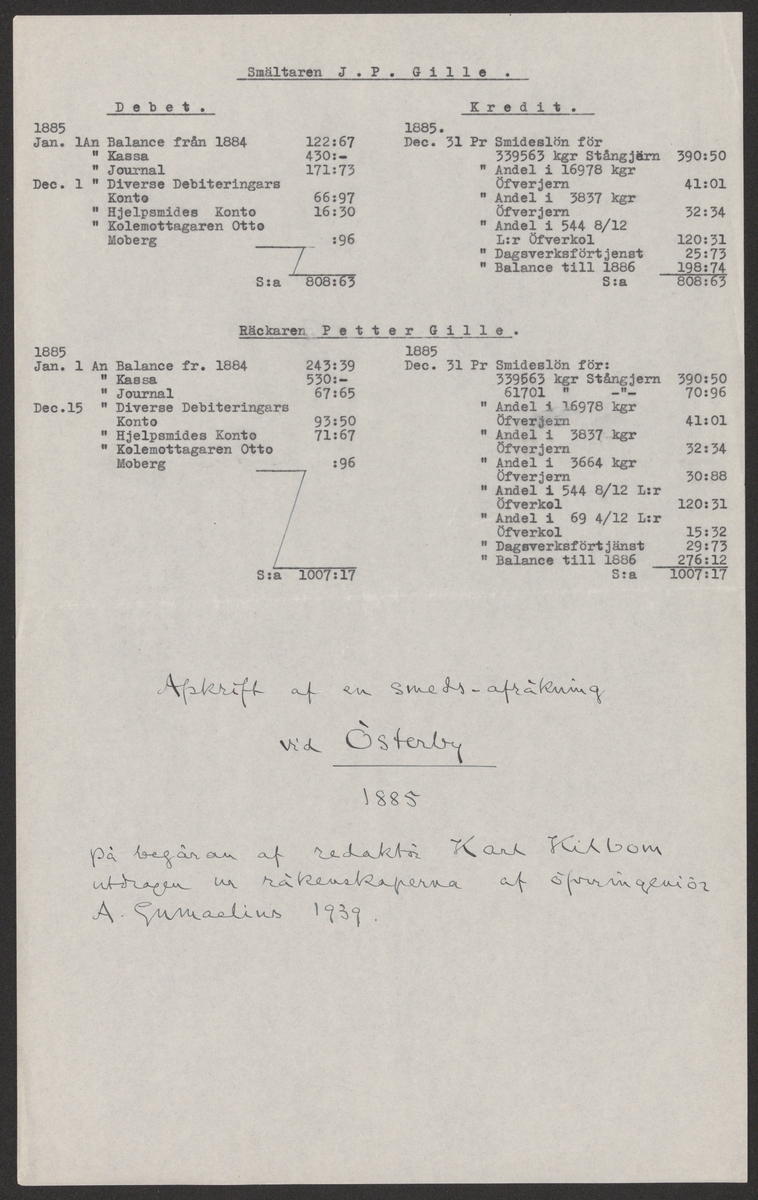 Smältaren J. P. Gille.
Debet.
1885
Jan. 1An Balance från 1884 122:67
" Kassa 430:-
" Journal 171:73
Dec. 1 " Diverse Debiteringars
Konto 66:97
" Hjelpsmides Konto 16:30
" Kolemottagaren Otto
Moberg :96
S:a 808:63
Kredit.
1885.
Dec. 31 Pr Smideslön för
339563 kgr Stångjärn 390:50
" Andel i 16978 kgr
Öfverjern 41:01
" Andel i 3837 kgr
Öfverjern 32:34
" Andel i 544 8/12
L:r Öfverkol 120:31
" Dagsverksförtjenst 25:73
" Balance till 1886 198:74
S:a 808:63
Räckaren Petter Gille.
1885
Jan. 1 An Balance fr. 1884 243:39
" Kassa 530:-
" Journal 67:65
Dec.15 " Diverse Debiteringars
Konto 93:50
" Hjelpsmides Konto 71:67
" Kolemottagaren Otto
Moberg :96
S:a 1007:17
1885
Dec. 31 Pr Smideslön för:
339563 kgr Stångjern 390:50
61701 " -"- 70:96
" Andel i 16978 kgr
Öfverjern 41:01
" Andel i 3837 kgr
Öfverjern 32:34
" Andel i 3664 kgr
Öfverjern 30:88
" Andel i 544 8/12 L:r
Öfverkol 120:31
" Andel i 69 4/12 L:r
Öfverkol 15:32
" Dagsverksförtjänst 29:73
" Balance till 1886 276:12
S:a 1007:17
Afskrift af en smeds-afräkning
vid Österby
1885
på begäran af redaktör Karl Kilbom
utdragen ur räkenskaperna af öfveringeniör
A. Gumaelius 1939.